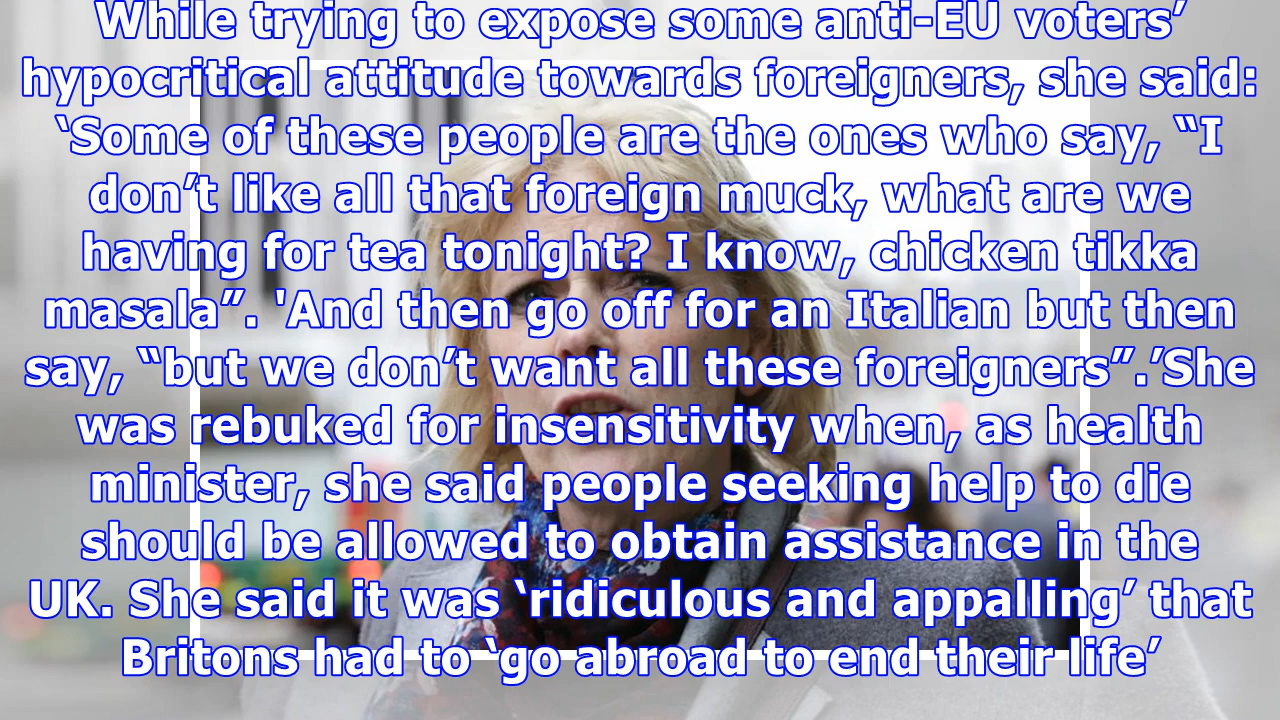 While trying to expose some anti-EU voters’
hypocritical attitude towards foreigners, she said:
‘Some of these people are the ones who say, “I
don’t like all that foreign muck, what are we
having for tea tonight? I know, chicken tikka
masala”. 'And then go off for an Italian but then
say, “but we don’t want all these foreigners”.’She
was rebuked for insensitivity when, as health
minister, she said people seeking help to die
should be allowed to obtain assistance in the
UK. She said it was ‘ridiculous and appalling’ that
Britons had to ‘go abroad to end their life’